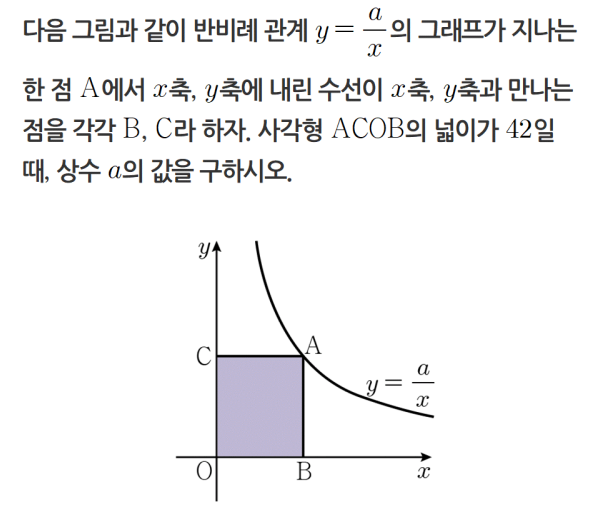 다음 그림과 같이 반비례 관계 y = a/x 의 그래프가 지나는
한 점 A에서 x축, y축에 내린 수선이 x축, y축과 만나는
점을 각각 B, C라 하자. 사각형 ACOB의 넓이가 42일
때, 상수 a의 값을 구하시오.
y
C
A
y = a/x
O
B
x